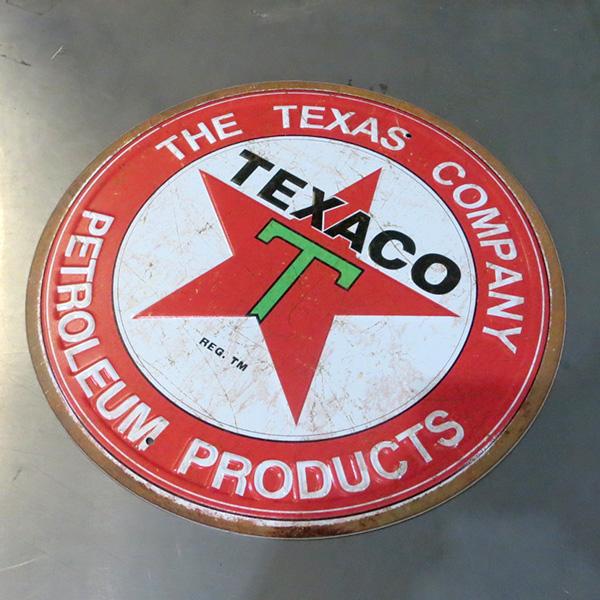 THE TEXAS COMPANY
TEXACO
T
REG. TM
PETROLEUM PRODUCTS